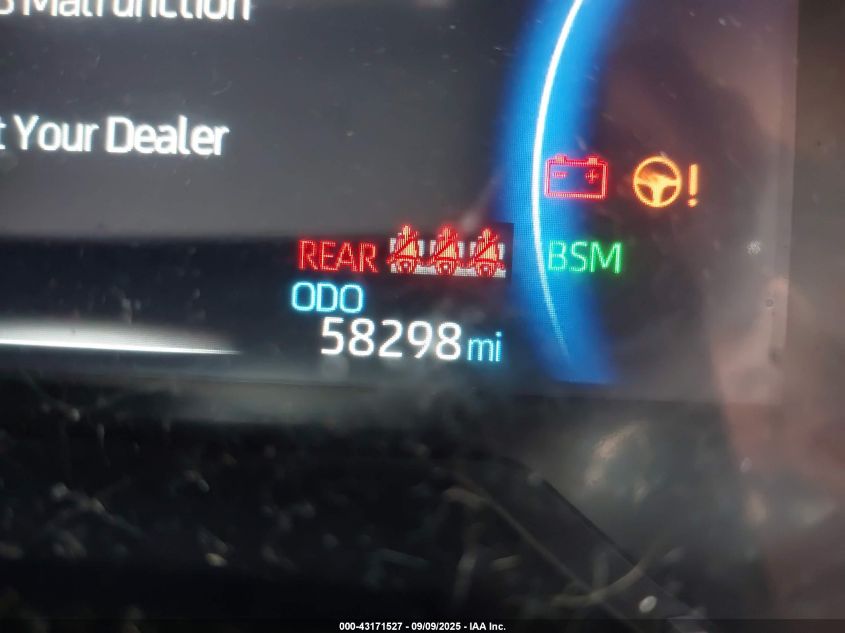 Malfunction
Your Dealer
REAR
BSM
ODO
58298 mi
000-43171527 - 09/09/2025 - IAA Inc.